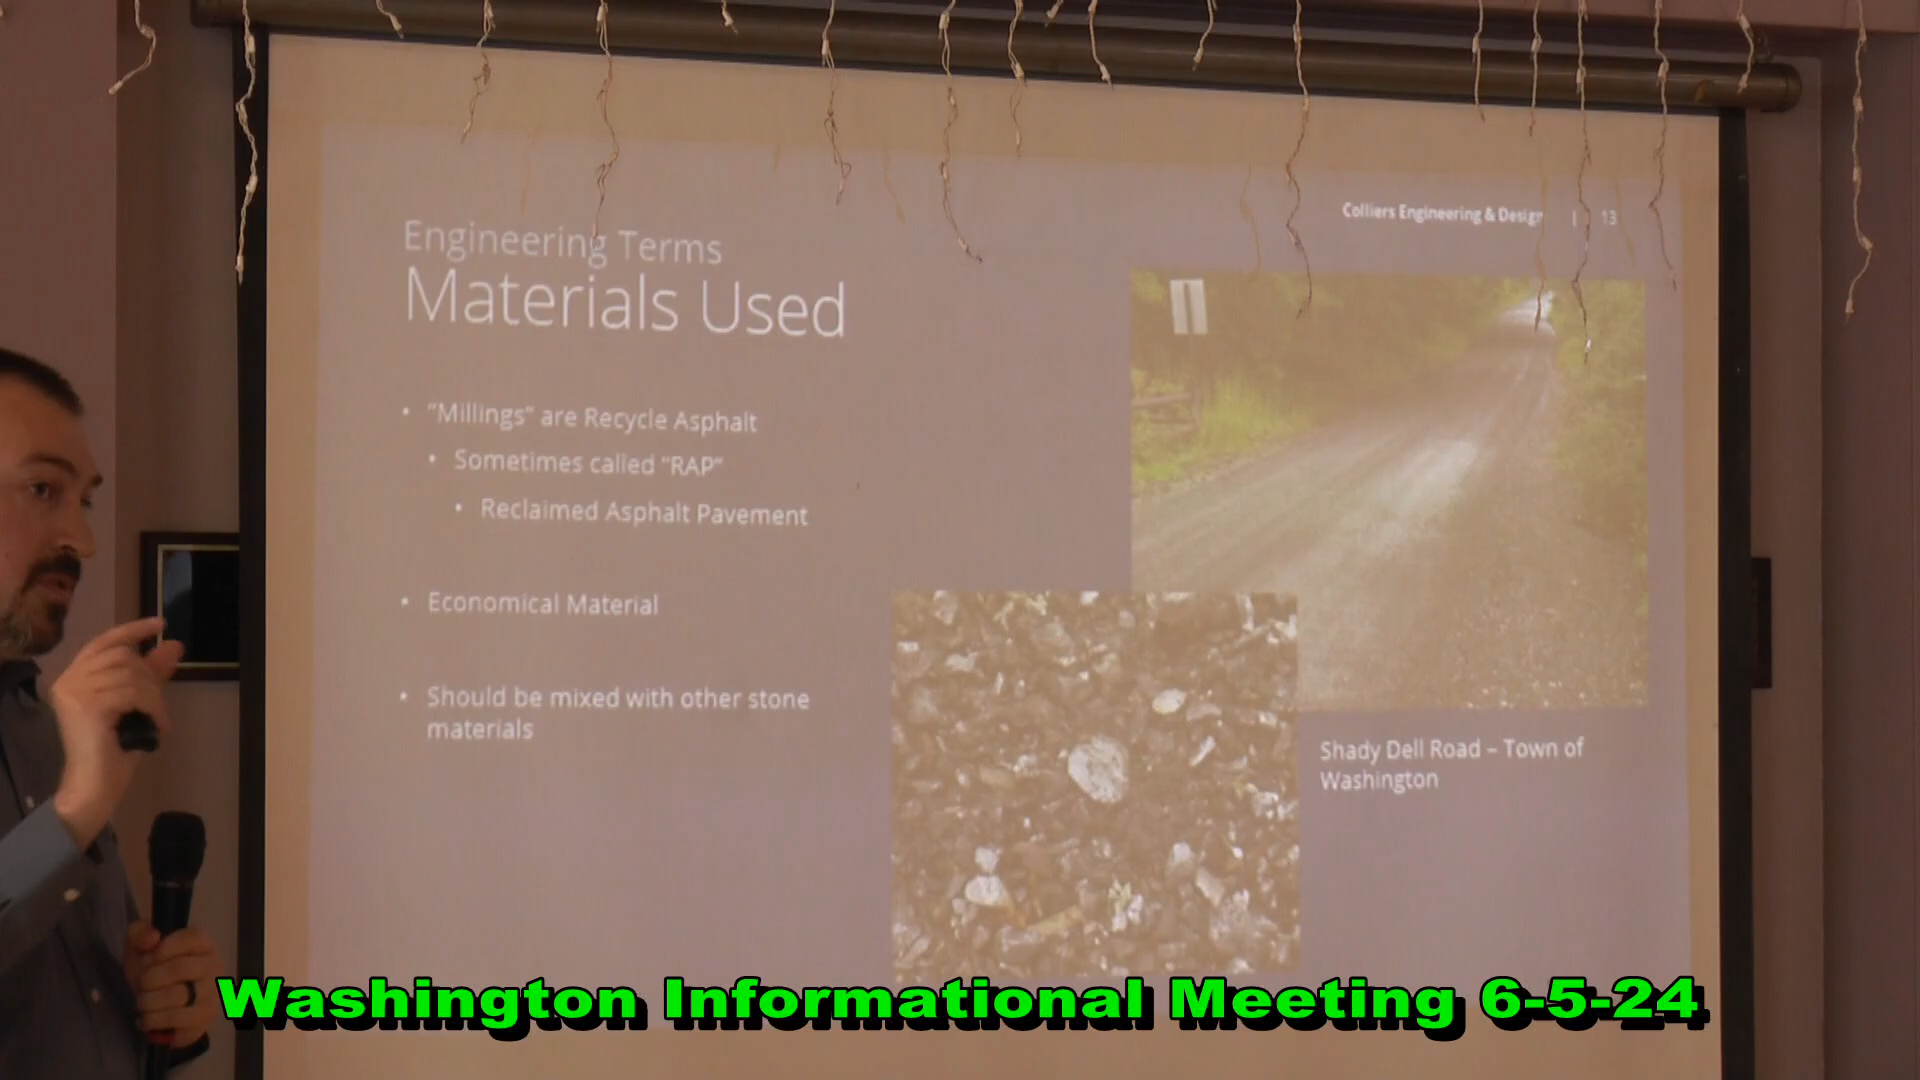 Colliers Engineering & Design | 13
Engineering Terms
Materials Used
• "Millings" are Recycle Asphalt
• Sometimes called "RAP"
• Reclaimed Asphalt Pavement
• Economical Material
• Should be mixed with other stone
materials
Shady Dell Road – Town of
Washington
Washington Informational Meeting 6-5-24